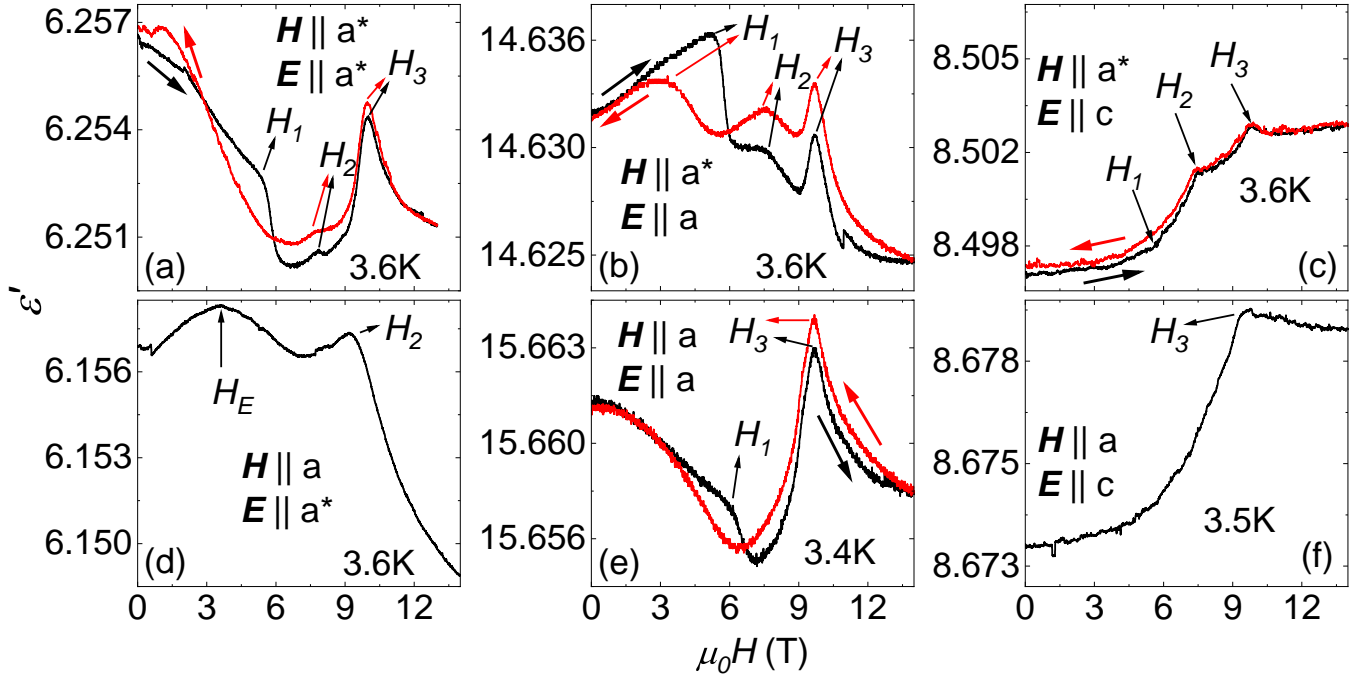 6.257
6.254
6.251
H || a*
E || a*
H1
H2
H3
(a)
3.6K
14.636
14.630
14.625
H1
H2
H3
H || a*
E || a
(b)
3.6K
8.505
8.502
8.498
H || a*
E || c
H1
H2
H3
3.6K
(c)
ε'
6.156
6.153
6.150
HE
H2
H || a
E || a*
(d)
3.6K
0 3 6 9 12
15.663
15.660
15.656
H || a
E || a
H3
H1
(e)
3.4K
0 3 6 9 12
8.678
8.675
8.673
H3
H || a
E || c
3.5K
(f)
0 3 6 9 12
μ0H (T)